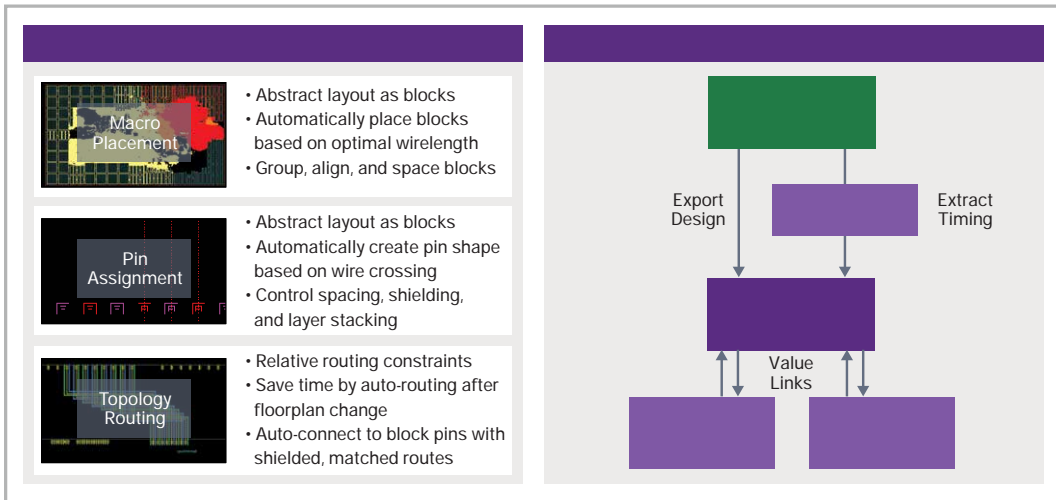 Macro
Placement
• Abstract layout as blocks
• Automatically place blocks
based on optimal wirelength
• Group, align, and space blocks
Pin
Assignment
• Abstract layout as blocks
• Automatically create pin shape
based on wire crossing
• Control spacing, shielding,
and layer stacking
Topology
Routing
• Relative routing constraints
• Save time by auto-routing after
floorplan change
• Auto-connect to block pins with
shielded, matched routes
Export
Design
Extract
Timing
Value
Links